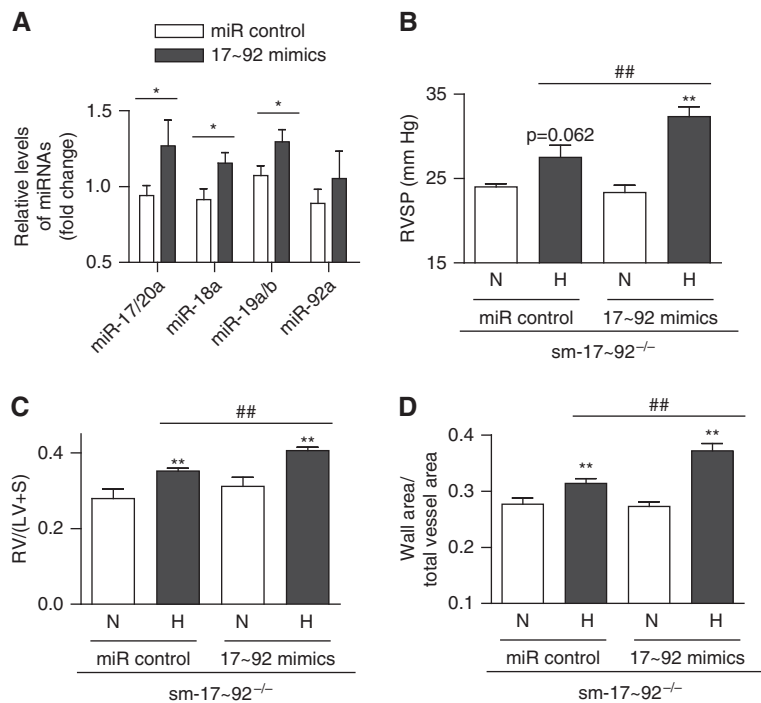 A
miR control
17~92 mimics
Relative levels
of miRNAs
(fold change)
1.5
1.0
0.5
*
*
*
miR-17/20a
miR-18a
miR-19a/b
miR-92a
B
RVSP (mm Hg)
35
25
15
##
p=0.062
**
N H N H
miR control 17~92 mimics
sm-17~92−/−
C
RV/(LV+S)
0.4
0.2
0.0
##
**
**
N H N H
miR control 17~92 mimics
sm-17~92−/−
D
Wall area/
total vessel area
0.4
0.3
0.2
0.1
##
**
**
N H N H
miR control 17~92 mimics
sm-17~92−/−